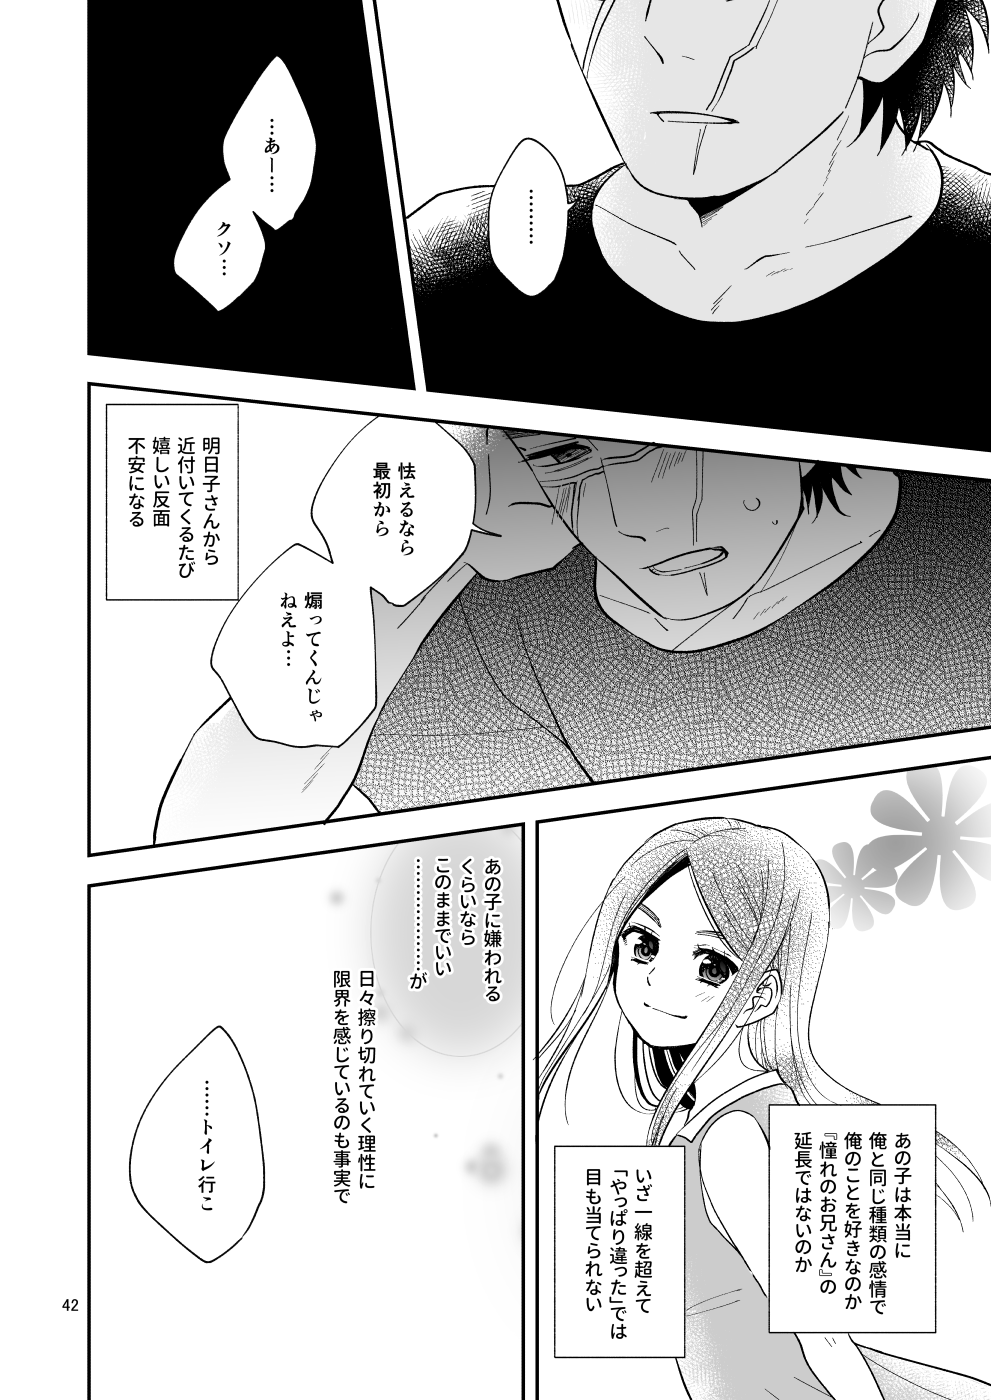 ………
…あー…
クソ…
怯えるなら
最初から
煽ってくんじゃ
ねえよ…
明日子さんから
近付いてくるたび
嬉しい反面
不安になる
あの子は本当に
俺と同じ種類の感情で
俺のことを好きなのか
『憧れのお兄さん』の
延長ではないのか
いざ一線を超えて
「やっぱり違った」では
目も当てられない
あの子に嫌われる
くらいなら
このままでいい
………………が
日々擦り切れていく理性に
限界を感じているのも事実で
……トイレ行こ
42